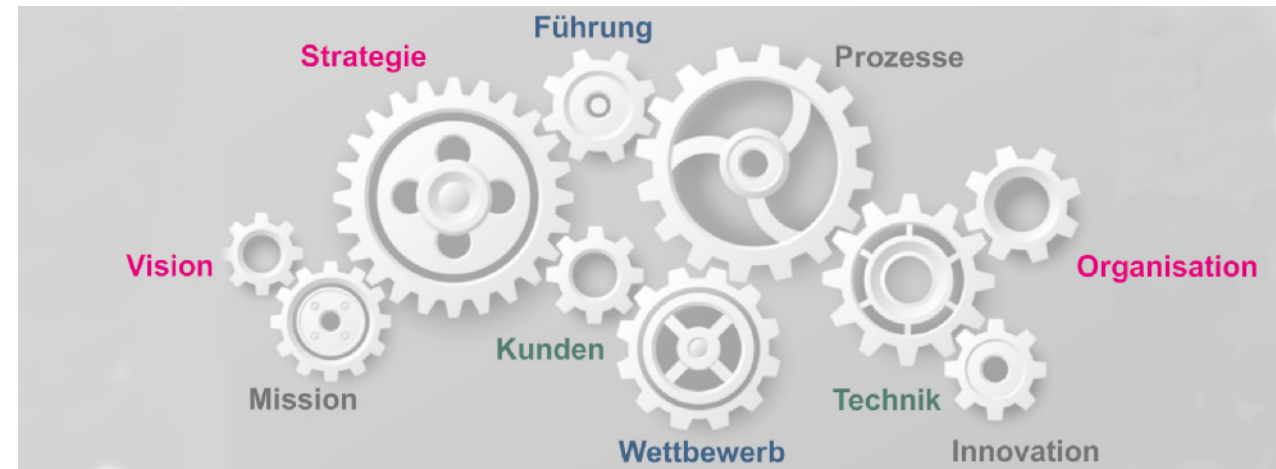 Führung
Strategie
Prozesse
Vision
Organisation
Kunden
Mission
Technik
Wettbewerb
Innovation